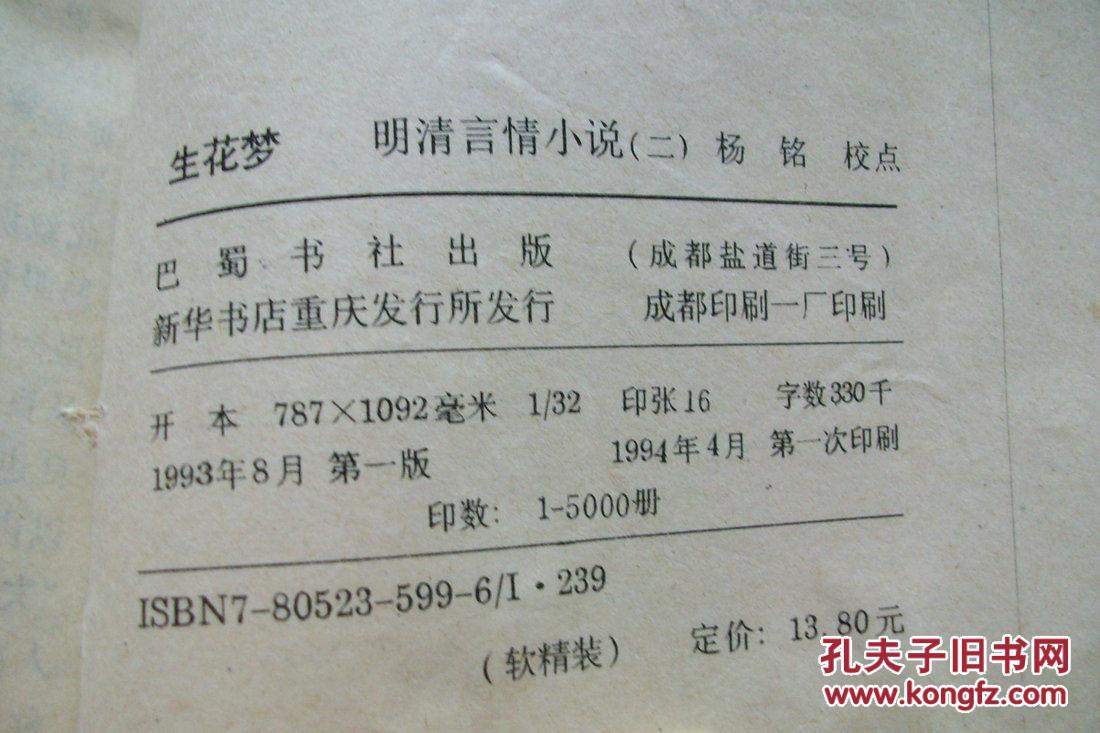 生花梦 明清言情小说(二) 杨铭 校点
巴蜀书社出版 (成都盐道街三号)
新华书店重庆发行所发行 成都印刷一厂印刷
开本 787×1092毫米 1/32 印张16 字数330千
1993年8月 第一版 1994年4月 第一次印刷
印数: 1-5000册
ISBN7-80523-599-6/I·239
(软精装) 定价: 13.80元
孔夫子旧书网
www.kongfz.com